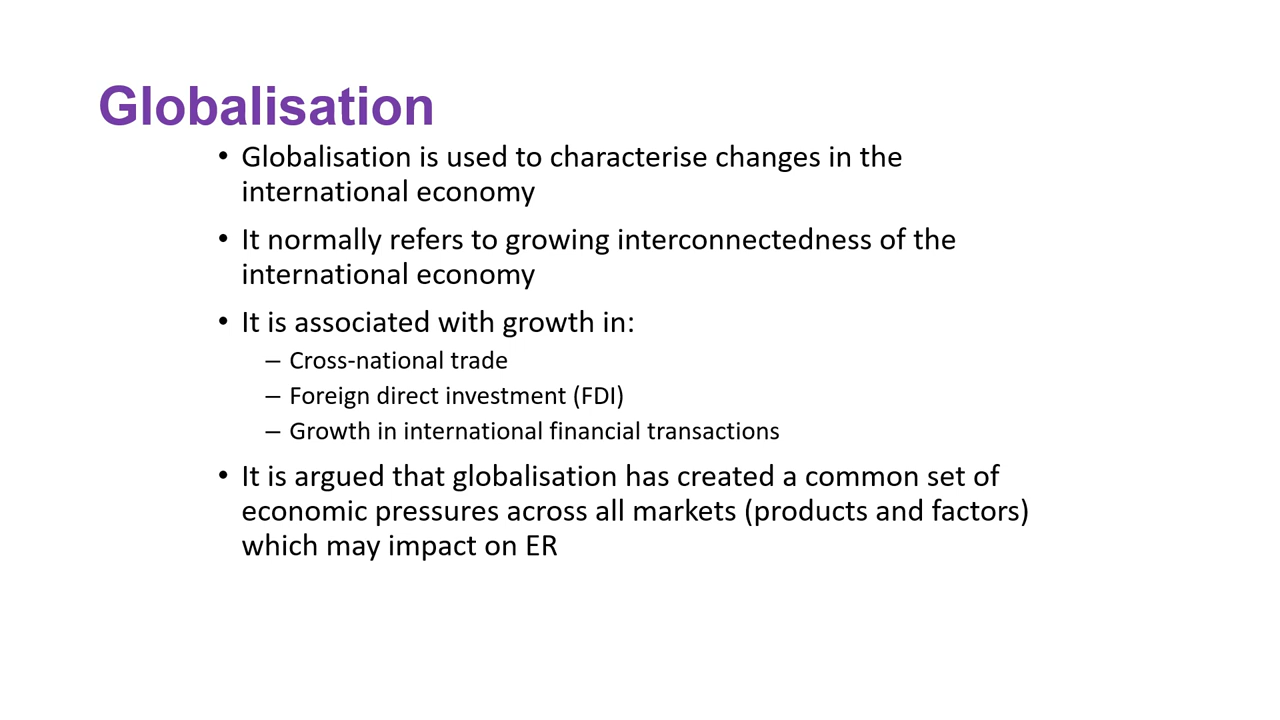 Globalisation
• Globalisation is used to characterise changes in the
international economy
• It normally refers to growing interconnectedness of the
international economy
• It is associated with growth in:
– Cross-national trade
– Foreign direct investment (FDI)
– Growth in international financial transactions
• It is argued that globalisation has created a common set of
economic pressures across all markets (products and factors)
which may impact on ER